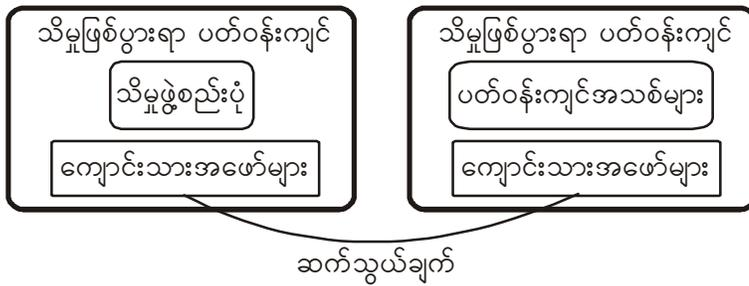 သိမှုဖြစ်ပွားရာ ပတ်ဝန်းကျင်
သိမှုဖွဲ့စည်းပုံ
ကျောင်းသားအဖော်များ
သိမှုဖြစ်ပွားရာ ပတ်ဝန်းကျင်
ပတ်ဝန်းကျင်အသစ်များ
ကျောင်းသားအဖော်များ
ဆက်သွယ်ချက်